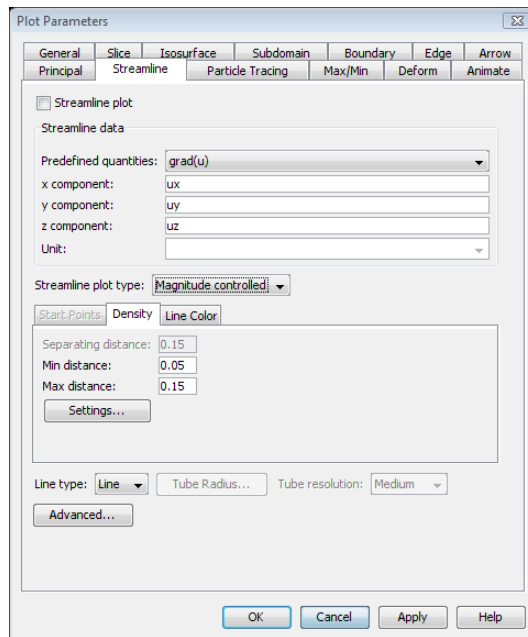 Plot Parameters
General Slice Isosurface Subdomain Boundary Edge Arrow
Principal Streamline Particle Tracing Max/Min Deform Animate
Streamline plot
Streamline data
Predefined quantities: grad(u)
x component: ux
y component: uy
z component: uz
Unit:
Streamline plot type: Magnitude controlled
Start Points Density Line Color
Separating distance: 0.15
Min distance: 0.05
Max distance: 0.15
Settings...
Line type: Line Tube Radius... Tube resolution: Medium
Advanced...
OK Cancel Apply Help